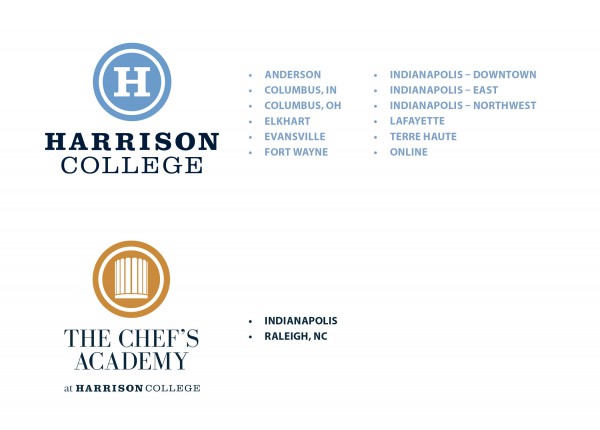 H
HARRISON
COLLEGE
• ANDERSON
• COLUMBUS, IN
• COLUMBUS, OH
• ELKHART
• EVANSVILLE
• FORT WAYNE
• INDIANAPOLIS – DOWNTOWN
• INDIANAPOLIS – EAST
• INDIANAPOLIS – NORTHWEST
• LAFAYETTE
• TERRE HAUTE
• ONLINE
THE CHEF'S
ACADEMY
at HARRISON COLLEGE
• INDIANAPOLIS
• RALEIGH, NC